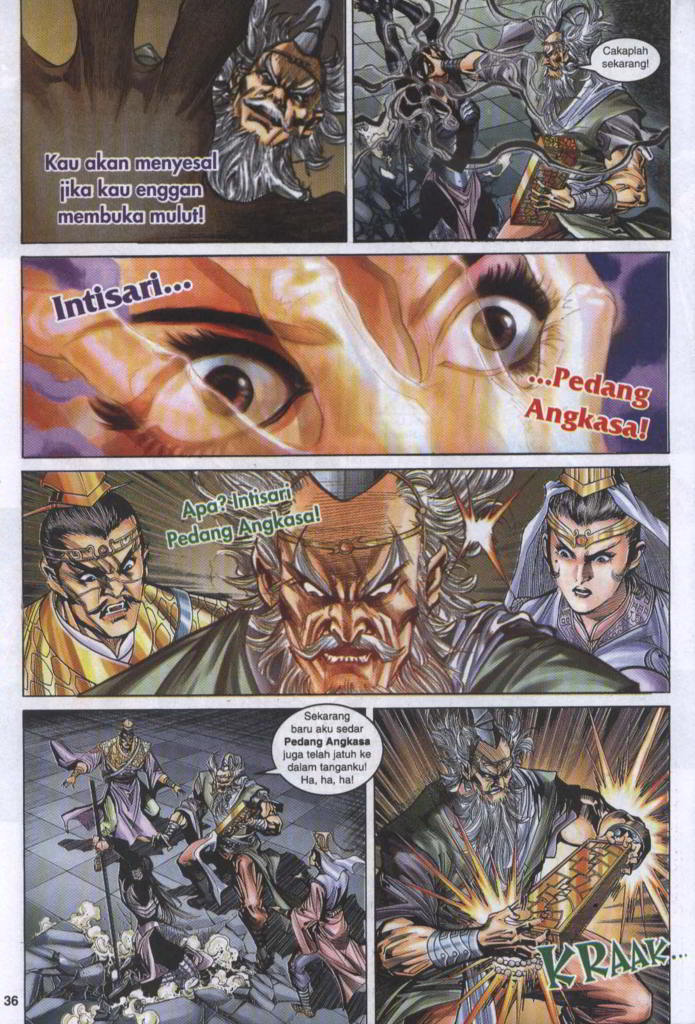 Kau akan menyesal
jika kau enggan
membuka mulut!
Cakaplah
sekarang!
Intisari...
...Pedang
Angkasa!
Apa? Intisari
Pedang Angkasa!
Sekarang
baru aku sedar
Pedang Angkasa
juga telah jatuh ke
dalam tanganku!
Ha, ha, ha!
KRAAK...
36